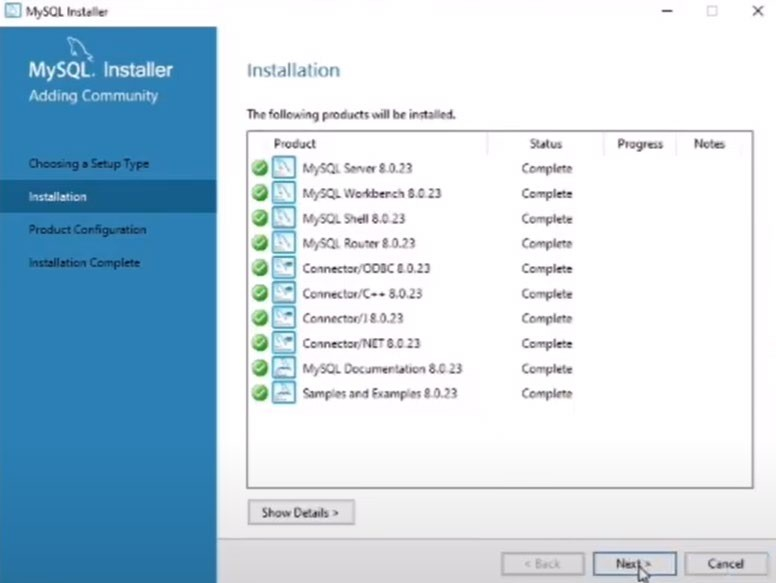 MySQL Installer
MySQL. Installer
Adding Community
Choosing a Setup Type
Installation
Product Configuration
Installation Complete
Installation
The following products will be installed.
Product Status Progress Notes
MySQL Server 8.0.23 Complete
MySQL Workbench 8.0.23 Complete
MySQL Shell 8.0.23 Complete
MySQL Router 8.0.23 Complete
Connector/ODBC 8.0.23 Complete
Connector/C++ 8.0.23 Complete
Connector/J 8.0.23 Complete
Connector/NET 8.0.23 Complete
MySQL Documentation 8.0.23 Complete
Samples and Examples 8.0.23 Complete
Show Details >
< Back Next > Cancel